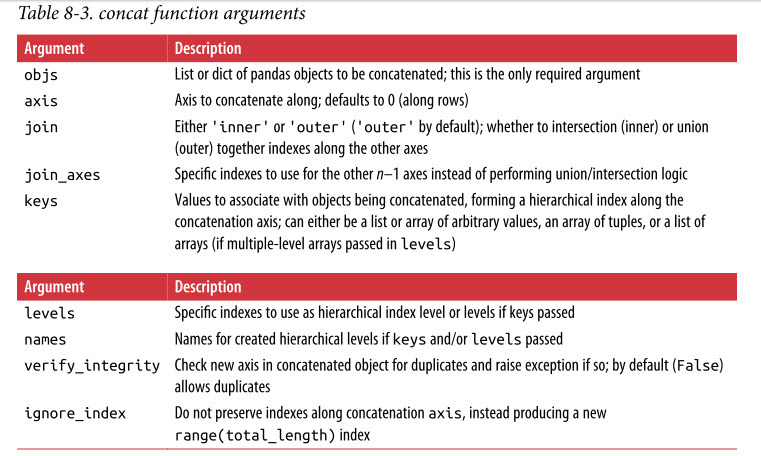 Table 8-3. concat function arguments
Argument Description
objs List or dict of pandas objects to be concatenated; this is the only required argument
axis Axis to concatenate along; defaults to 0 (along rows)
join Either 'inner' or 'outer' ('outer' by default); whether to intersection (inner) or union
(outer) together indexes along the other axes
join_axes Specific indexes to use for the other n–1 axes instead of performing union/intersection logic
keys Values to associate with objects being concatenated, forming a hierarchical index along the
concatenation axis; can either be a list or array of arbitrary values, an array of tuples, or a list of
arrays (if multiple-level arrays passed in levels)
Argument Description
levels Specific indexes to use as hierarchical index level or levels if keys passed
names Names for created hierarchical levels if keys and/or levels passed
verify_integrity Check new axis in concatenated object for duplicates and raise exception if so; by default (False)
allows duplicates
ignore_index Do not preserve indexes along concatenation axis, instead producing a new
range(total_length) index